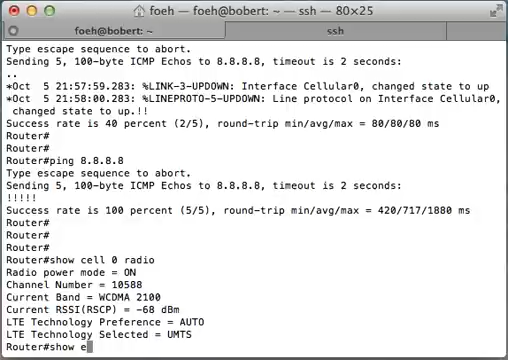 foeh — foeh@bobert: ~ — ssh — 80×25
foeh@bobert: ~ ssh
Type escape sequence to abort.
Sending 5, 100-byte ICMP Echos to 8.8.8.8, timeout is 2 seconds:
..
*Oct  5 21:57:59.283: %LINK-3-UPDOWN: Interface Cellular0, changed state to up
*Oct  5 21:58:00.283: %LINEPROTO-5-UPDOWN: Line protocol on Interface Cellular0,
 changed state to up.!!
Success rate is 40 percent (2/5), round-trip min/avg/max = 80/80/80 ms
Router#
Router#
Router#ping 8.8.8.8
Type escape sequence to abort.
Sending 5, 100-byte ICMP Echos to 8.8.8.8, timeout is 2 seconds:
!!!!!
Success rate is 100 percent (5/5), round-trip min/avg/max = 420/717/1880 ms
Router#
Router#
Router#
Router#show cell 0 radio
Radio power mode = ON
Channel Number = 10588
Current Band = WCDMA 2100
Current RSSI(RSCP) = -68 dBm
LTE Technology Preference = AUTO
LTE Technology Selected = UMTS
Router#show e